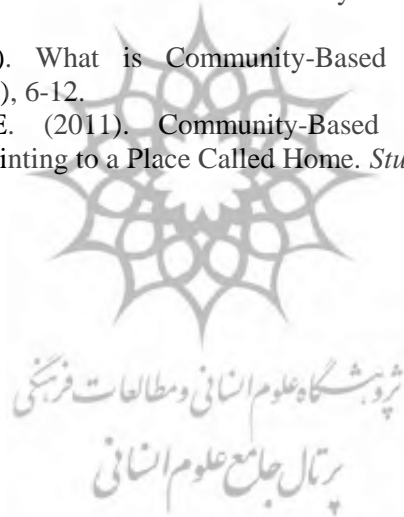 ). What is Community-Based
), 6-12.
E. (2011). Community-Based
inting to a Place Called Home. Stu
پژوهشگاه علوم انسانی و مطالعات فرهنگی
پرتال جامع علوم انسانی